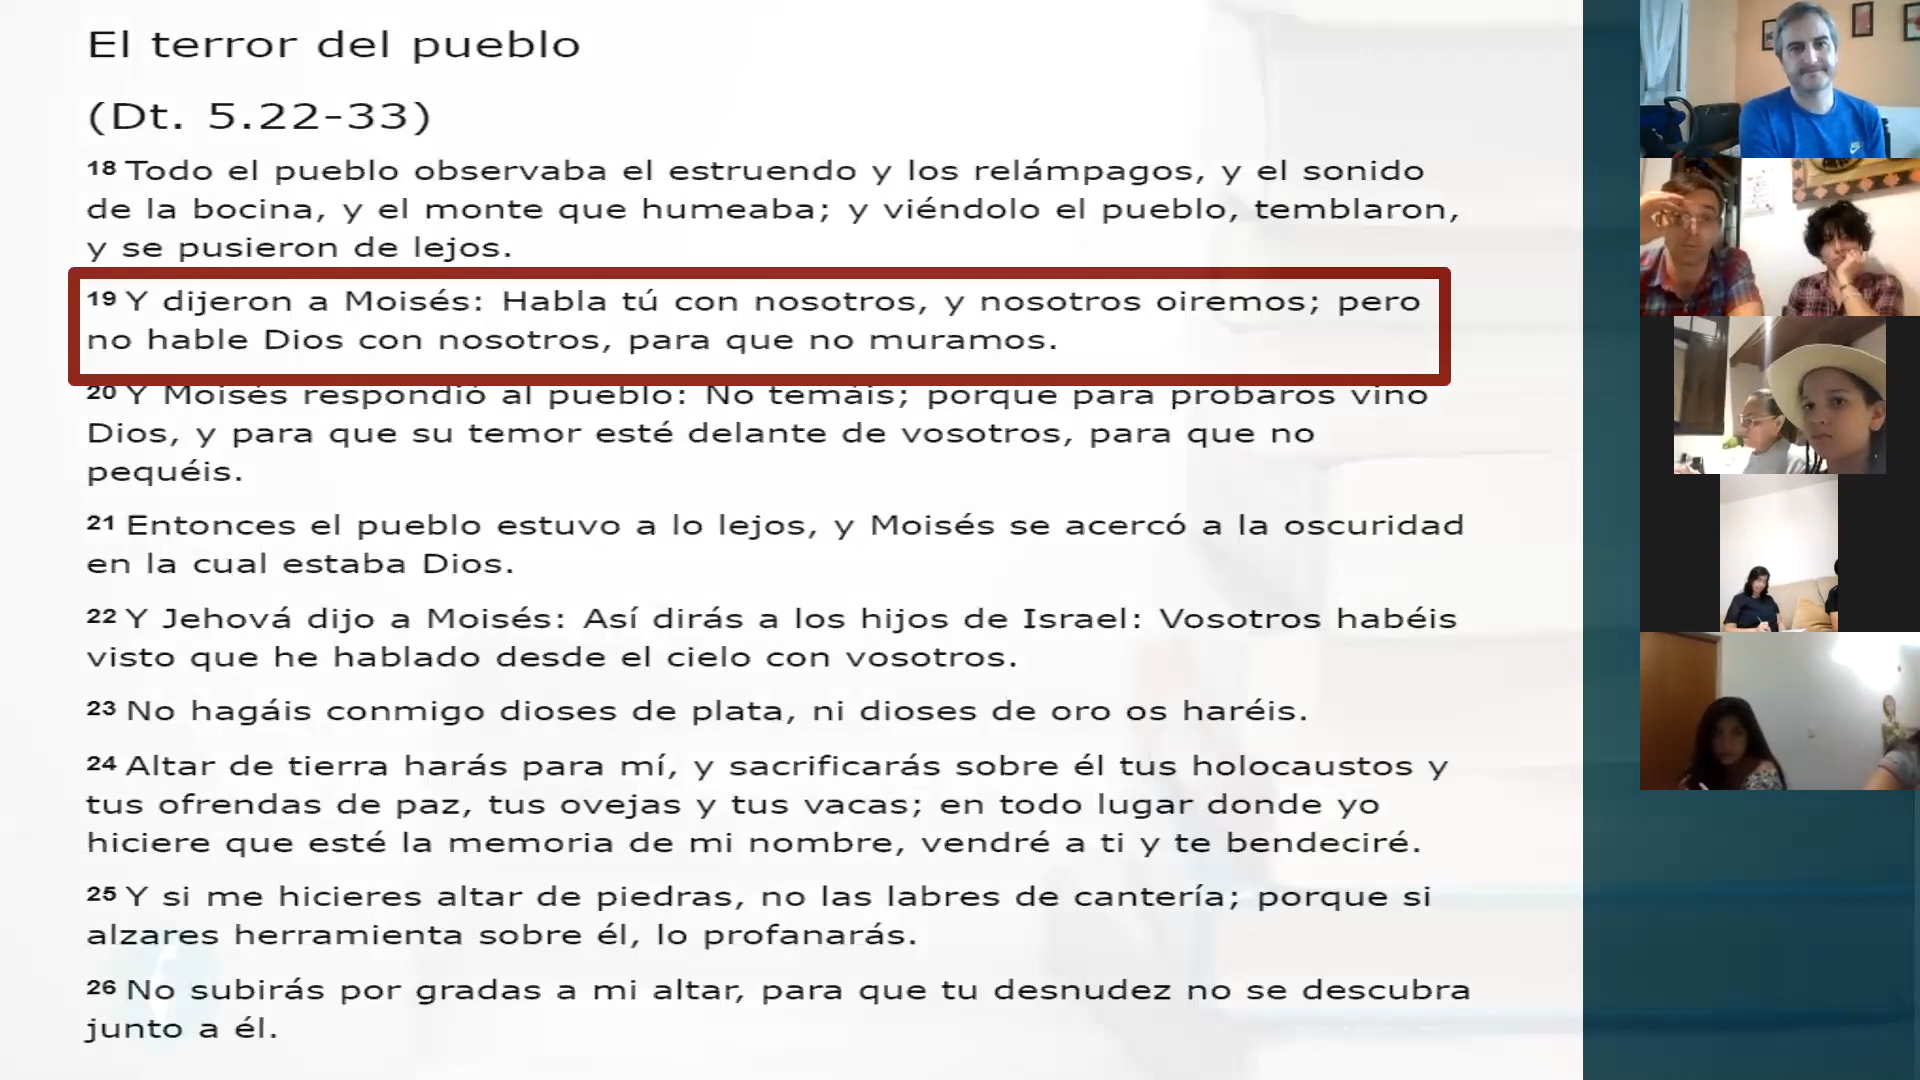 El terror del pueblo
(Dt. 5.22-33)
18 Todo el pueblo observaba el estruendo y los relámpagos, y el sonido
de la bocina, y el monte que humeaba; y viéndolo el pueblo, temblaron,
y se pusieron de lejos.
19 Y dijeron a Moisés: Habla tú con nosotros, y nosotros oiremos; pero
no hable Dios con nosotros, para que no muramos.
20 Y Moisés respondió al pueblo: No temáis; porque para probaros vino
Dios, y para que su temor esté delante de vosotros, para que no
pequéis.
21 Entonces el pueblo estuvo a lo lejos, y Moisés se acercó a la oscuridad
en la cual estaba Dios.
22 Y Jehová dijo a Moisés: Así dirás a los hijos de Israel: Vosotros habéis
visto que he hablado desde el cielo con vosotros.
23 No hagáis conmigo dioses de plata, ni dioses de oro os haréis.
24 Altar de tierra harás para mí, y sacrificarás sobre él tus holocaustos y
tus ofrendas de paz, tus ovejas y tus vacas; en todo lugar donde yo
hiciere que esté la memoria de mi nombre, vendré a ti y te bendeciré.
25 Y si me hicieres altar de piedras, no las labres de cantería; porque si
alzares herramienta sobre él, lo profanarás.
26 No subirás por gradas a mi altar, para que tu desnudez no se descubra
junto a él.